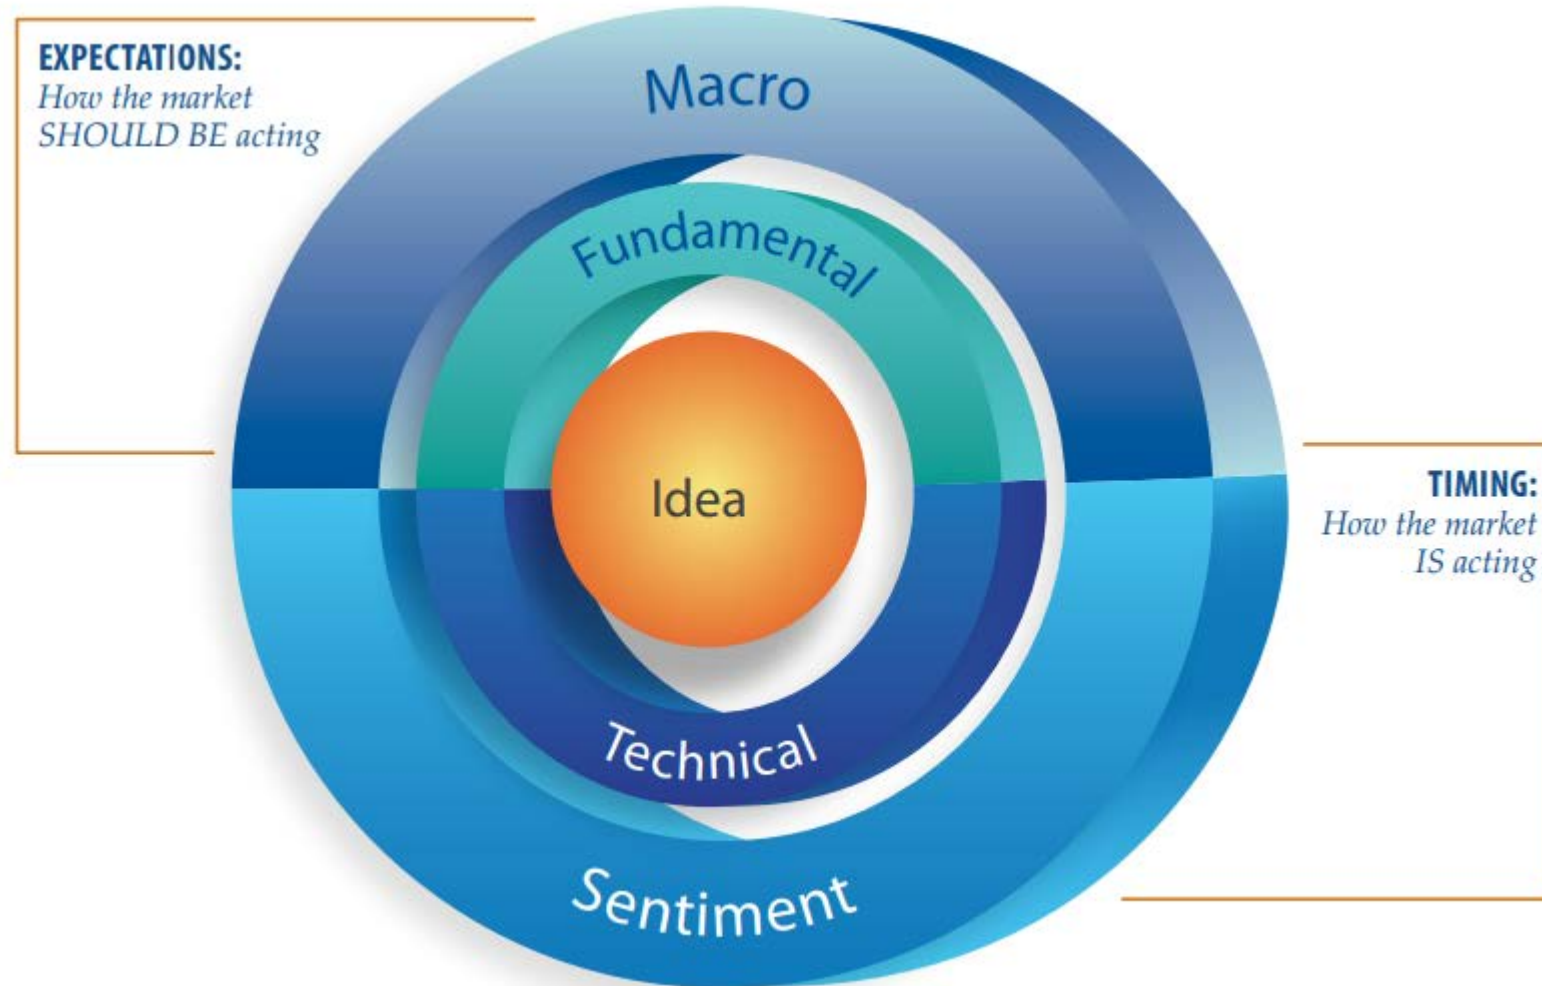 EXPECTATIONS:
How the market
SHOULD BE acting
Macro
Fundamental
Idea
TIMING:
How the market
IS acting
Technical
Sentiment